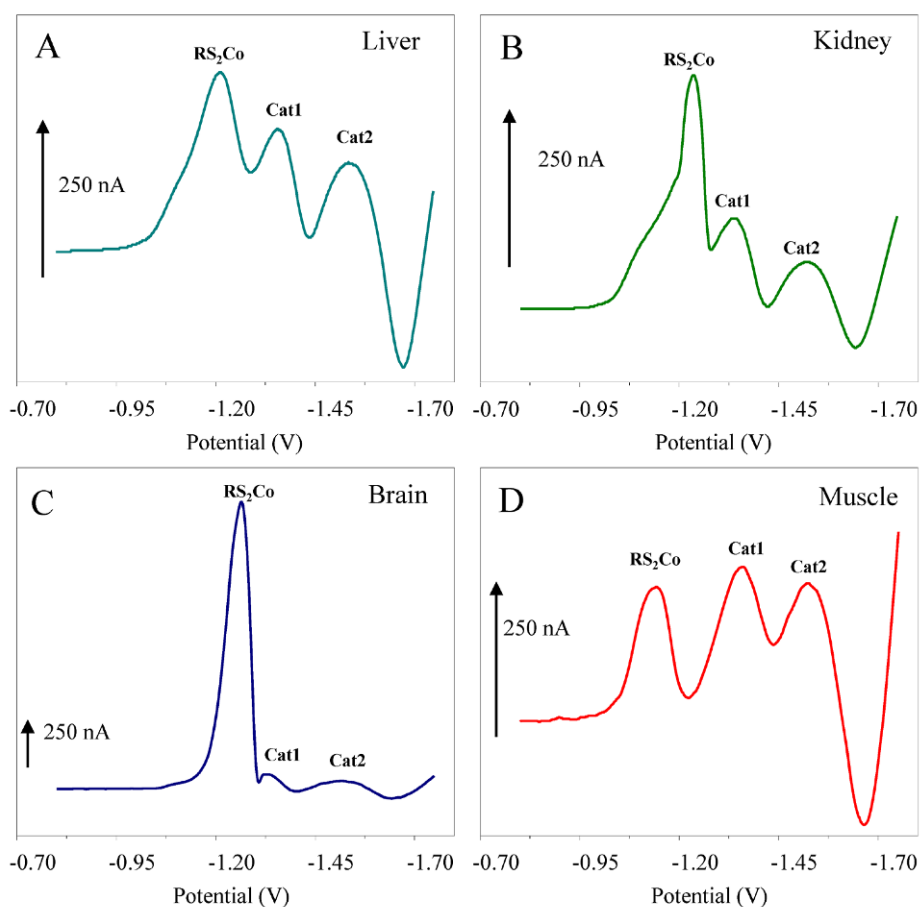 A
Liver
RS₂Co
Cat1
Cat2
250 nA
-0.70 -0.95 -1.20 -1.45 -1.70
Potential (V)
B
Kidney
RS₂Co
Cat1
Cat2
250 nA
-0.70 -0.95 -1.20 -1.45 -1.70
Potential (V)
C
Brain
RS₂Co
Cat1
Cat2
250 nA
-0.70 -0.95 -1.20 -1.45 -1.70
Potential (V)
D
Muscle
RS₂Co
Cat1
Cat2
250 nA
-0.70 -0.95 -1.20 -1.45 -1.70
Potential (V)